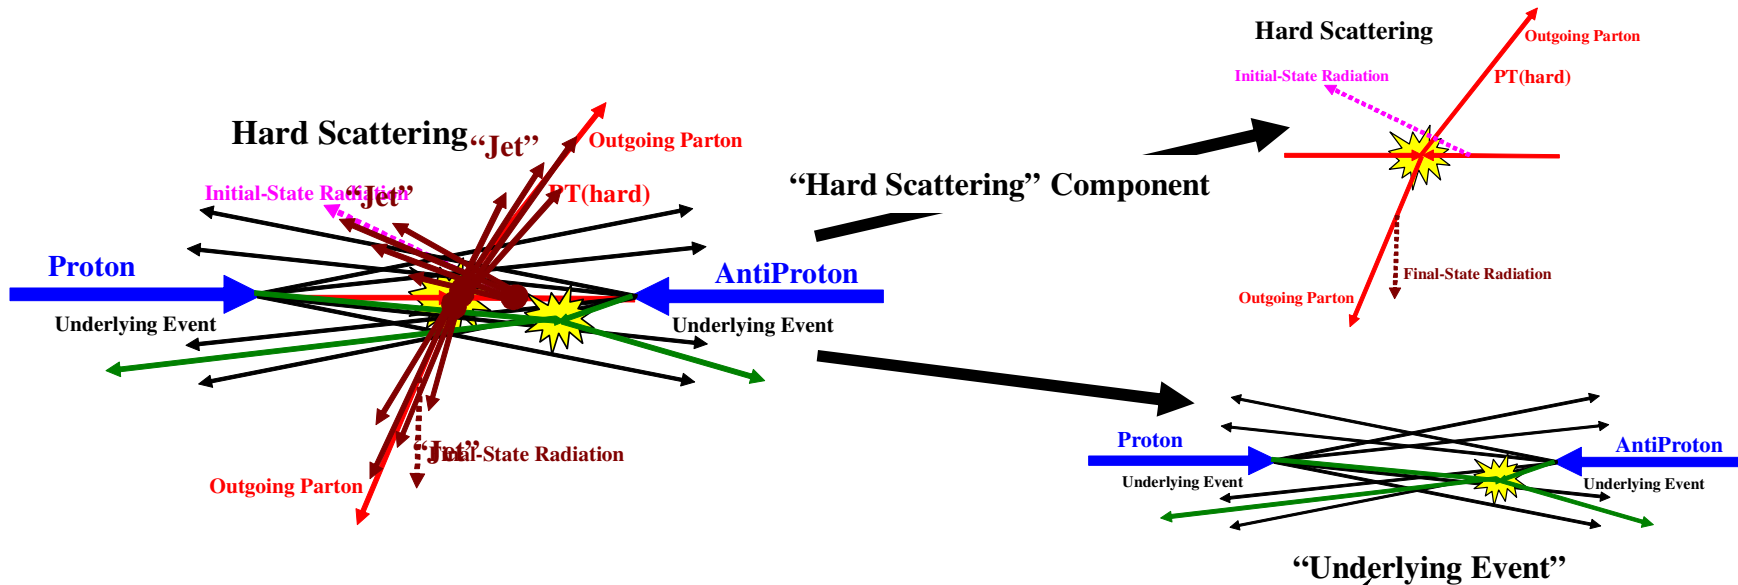 Hard Scattering
“Jet”
Outgoing Parton
Initial-State Radiation
“Jet”
PT(hard)
Proton
AntiProton
Underlying Event
Underlying Event
“Jet”
Final-State Radiation
Outgoing Parton
“Hard Scattering” Component
Hard Scattering
Outgoing Parton
Initial-State Radiation
PT(hard)
Final-State Radiation
Outgoing Parton
Proton
AntiProton
Underlying Event
Underlying Event
“Underlying Event”